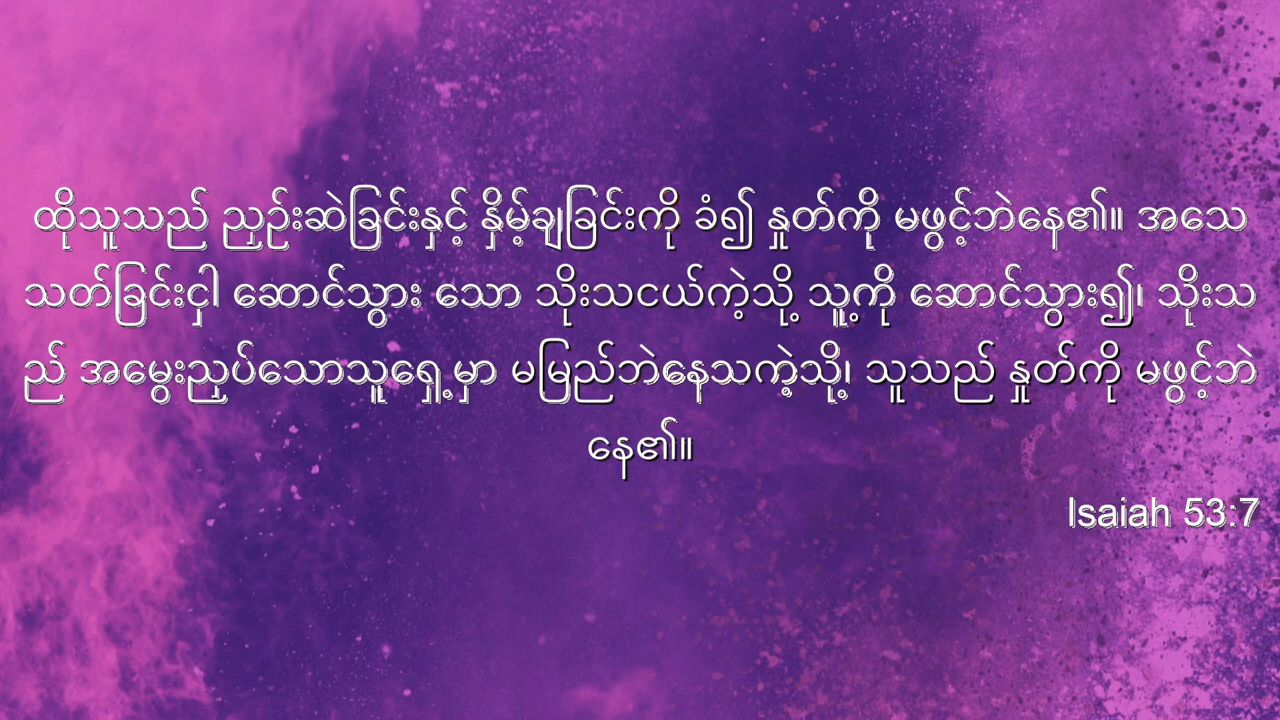 ထိုသူသည် ညှဉ်းဆဲခြင်းနှင့် နှိမ့်ချခြင်းကို ခံ၍ နှုတ်ကို မဖွင့်ဘဲနေ၏။ အသေ
သတ်ခြင်းငှါ ဆောင်သွား သော သိုးသငယ်ကဲ့သို့ သူ့ကို ဆောင်သွား၍၊ သိုးသ
ည် အမွေးညှပ်သောသူရှေ့မှာ မမြည်ဘဲနေသကဲ့သို့၊ သူသည် နှုတ်ကို မဖွင့်ဘဲ
နေ၏။
Isaiah 53:7